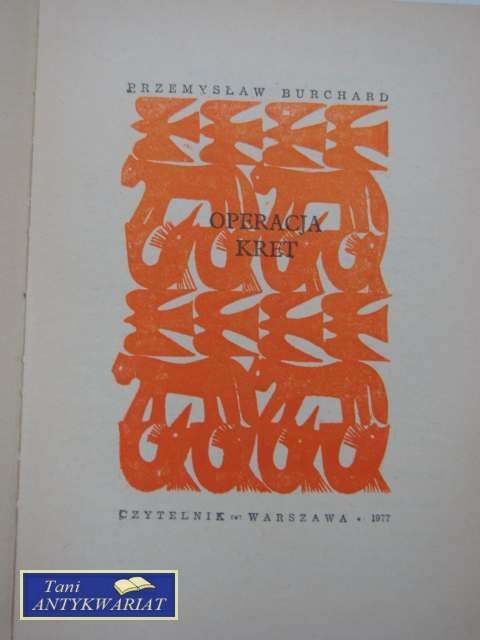 PRZEMYSŁAW BURCHARD
OPERACJA
KRET
CZYTELNIK WARSZAWA • 1977
Tani
ANTYKWARIAT